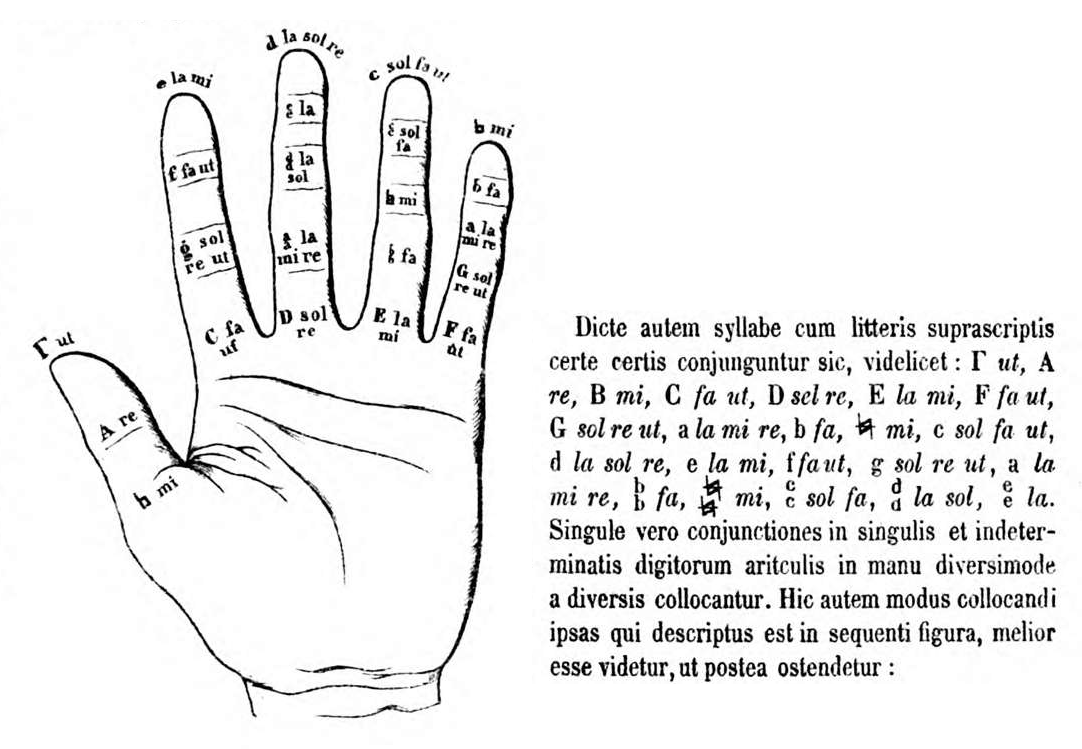 d la sol re
e la mi
c sol fa ut
♮ mi
e la
e
c sol
fa
f fa ut
d la
sol
♮ mi
b fa
a la
mi re
g sol
re ut
a la
mi re
b fa
G sol
re ut
C fa
ut
D sol
re
E la
mi
F fa
ut
Γ ut
A re
♮ mi
Dicte autem syllabe cum litteris suprascriptis
certe certis conjunguntur sic, videlicet : Γ ut, A
re, B mi, C fa ut, D sel re, E la mi, F fa ut,
G sol re ut, a la mi re, b fa, ♮ mi, c sol fa ut,
d la sol re, e la mi, f fa ut, g sol re ut, a la
mi re, b b fa, ♮ ♮ mi, c c sol fa, d d la sol, e e la.
Singule vero conjunctiones in singulis et indeter-
minatis digitorum aritculis in manu diversimode
a diversis collocantur. Hic autem modus collocandi
ipsas qui descriptus est in sequenti figura, melior
esse videtur, ut postea ostendetur :